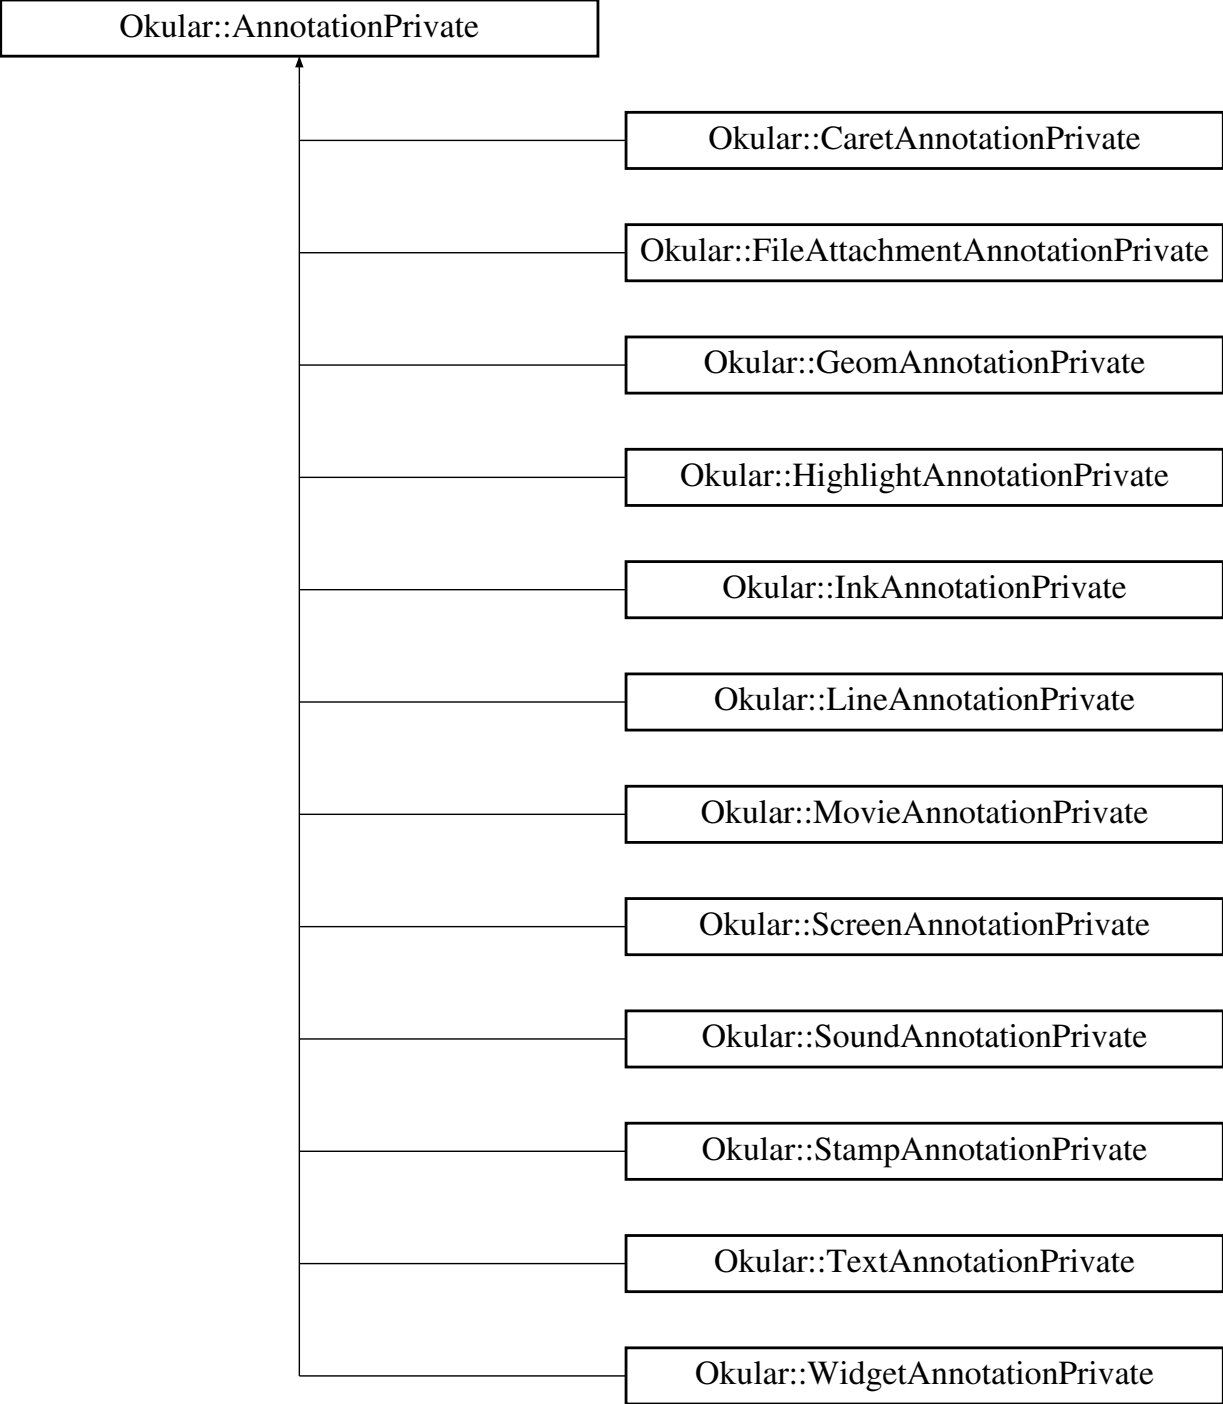 Okular::AnnotationPrivate
Okular::CaretAnnotationPrivate
Okular::FileAttachmentAnnotationPrivate
Okular::GeomAnnotationPrivate
Okular::HighlightAnnotationPrivate
Okular::InkAnnotationPrivate
Okular::LineAnnotationPrivate
Okular::MovieAnnotationPrivate
Okular::ScreenAnnotationPrivate
Okular::SoundAnnotationPrivate
Okular::StampAnnotationPrivate
Okular::TextAnnotationPrivate
Okular::WidgetAnnotationPrivate